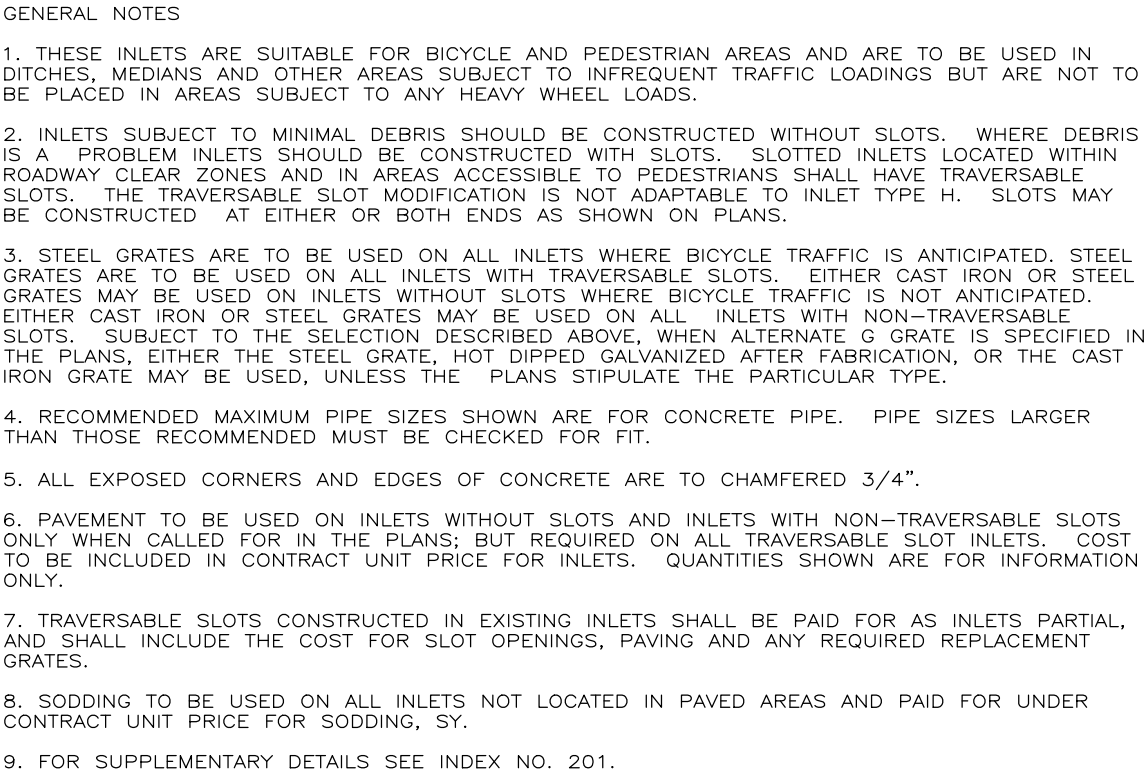 GENERAL NOTES
1. THESE INLETS ARE SUITABLE FOR BICYCLE AND PEDESTRIAN AREAS AND ARE TO BE USED IN
DITCHES, MEDIANS AND OTHER AREAS SUBJECT TO INFREQUENT TRAFFIC LOADINGS BUT ARE NOT TO
BE PLACED IN AREAS SUBJECT TO ANY HEAVY WHEEL LOADS.
2. INLETS SUBJECT TO MINIMAL DEBRIS SHOULD BE CONSTRUCTED WITHOUT SLOTS. WHERE DEBRIS
IS A PROBLEM INLETS SHOULD BE CONSTRUCTED WITH SLOTS. SLOTTED INLETS LOCATED WITHIN
ROADWAY CLEAR ZONES AND IN AREAS ACCESSIBLE TO PEDESTRIANS SHALL HAVE TRAVERSABLE
SLOTS. THE TRAVERSABLE SLOT MODIFICATION IS NOT ADAPTABLE TO INLET TYPE H. SLOTS MAY
BE CONSTRUCTED AT EITHER OR BOTH ENDS AS SHOWN ON PLANS.
3. STEEL GRATES ARE TO BE USED ON ALL INLETS WHERE BICYCLE TRAFFIC IS ANTICIPATED. STEEL
GRATES ARE TO BE USED ON ALL INLETS WITH TRAVERSABLE SLOTS. EITHER CAST IRON OR STEEL
GRATES MAY BE USED ON INLETS WITHOUT SLOTS WHERE BICYCLE TRAFFIC IS NOT ANTICIPATED.
EITHER CAST IRON OR STEEL GRATES MAY BE USED ON ALL INLETS WITH NON-TRAVERSABLE
SLOTS. SUBJECT TO THE SELECTION DESCRIBED ABOVE, WHEN ALTERNATE G GRATE IS SPECIFIED IN
THE PLANS, EITHER THE STEEL GRATE, HOT DIPPED GALVANIZED AFTER FABRICATION, OR THE CAST
IRON GRATE MAY BE USED, UNLESS THE PLANS STIPULATE THE PARTICULAR TYPE.
4. RECOMMENDED MAXIMUM PIPE SIZES SHOWN ARE FOR CONCRETE PIPE. PIPE SIZES LARGER
THAN THOSE RECOMMENDED MUST BE CHECKED FOR FIT.
5. ALL EXPOSED CORNERS AND EDGES OF CONCRETE ARE TO CHAMFERED 3/4".
6. PAVEMENT TO BE USED ON INLETS WITHOUT SLOTS AND INLETS WITH NON-TRAVERSABLE SLOTS
ONLY WHEN CALLED FOR IN THE PLANS; BUT REQUIRED ON ALL TRAVERSABLE SLOT INLETS. COST
TO BE INCLUDED IN CONTRACT UNIT PRICE FOR INLETS. QUANTITIES SHOWN ARE FOR INFORMATION
ONLY.
7. TRAVERSABLE SLOTS CONSTRUCTED IN EXISTING INLETS SHALL BE PAID FOR AS INLETS PARTIAL,
AND SHALL INCLUDE THE COST FOR SLOT OPENINGS, PAVING AND ANY REQUIRED REPLACEMENT
GRATES.
8. SODDING TO BE USED ON ALL INLETS NOT LOCATED IN PAVED AREAS AND PAID FOR UNDER
CONTRACT UNIT PRICE FOR SODDING, SY.
9. FOR SUPPLEMENTARY DETAILS SEE INDEX NO. 201.